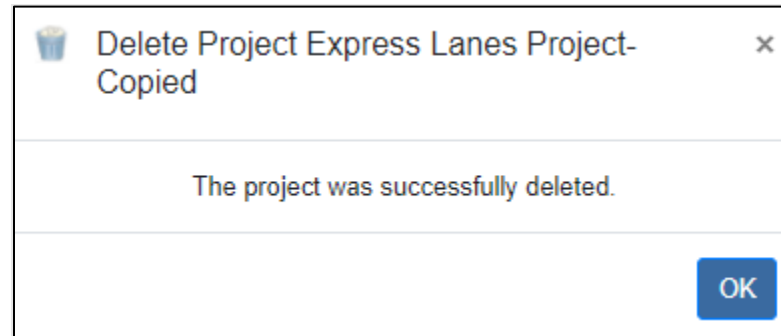 Delete Project Express Lanes Project-
Copied
×
The project was successfully deleted.
OK